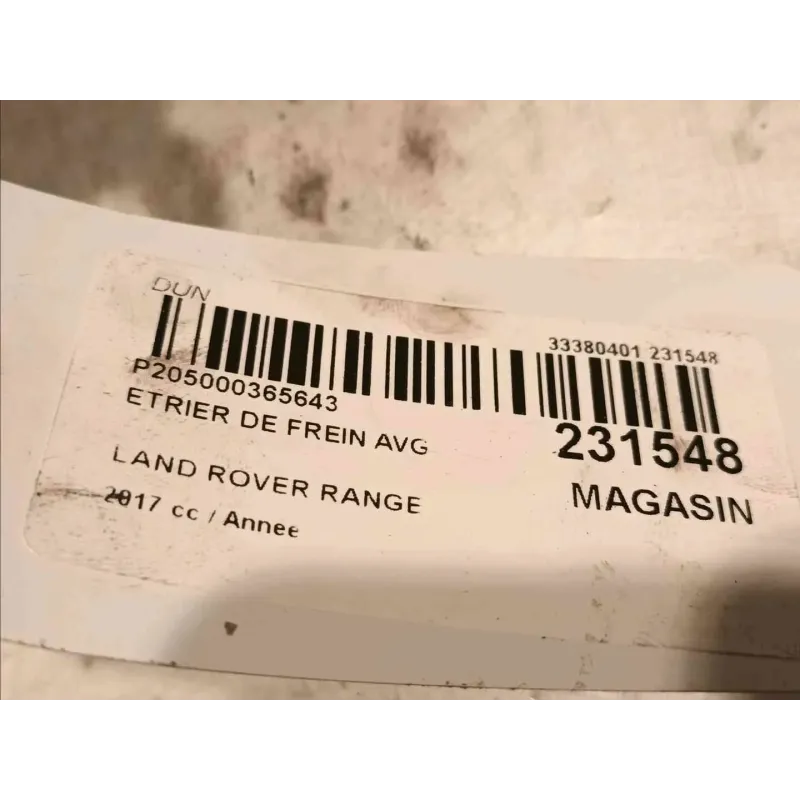 DUN
33380401 231548
P205000365643
ETRIER DE FREIN AVG
231548
LAND ROVER RANGE
MAGASIN
2017 cc / Annee